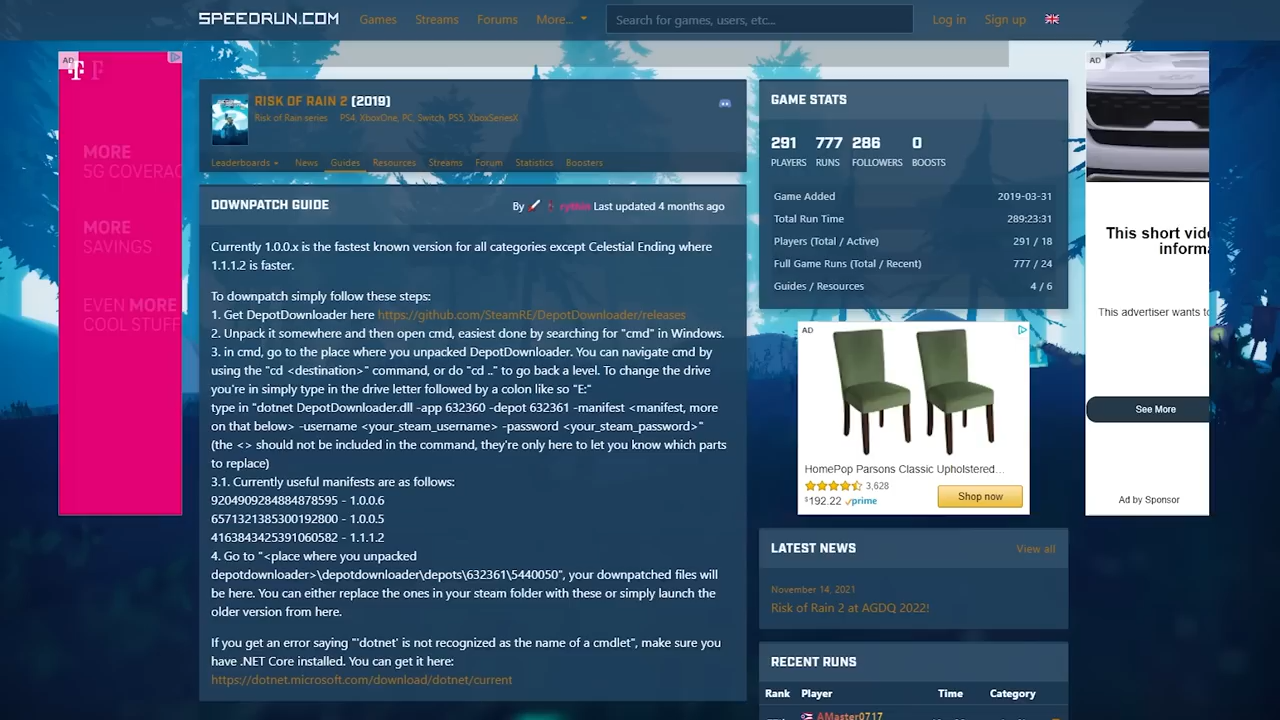 SPEEDRUN.COM
Games
Streams
Forums
More...
Search for games, users, etc...
Log in
Sign up
AD
MORE
5G COVERAG
MORE
SAVINGS
EVEN MORE
COOL STUFF
RISK OF RAIN 2 (2019)
Risk of Rain series PS4, XboxOne, PC, Switch, PS5, XboxSeriesX
Leaderboards
News
Guides
Resources
Streams
Forum
Statistics
Boosters
DOWNPATCH GUIDE
By
Last updated 4 months ago
Currently 1.0.0.x is the fastest known version for all categories except Celestial Ending where
1.1.1.2 is faster.
To downpatch simply follow these steps:
1. Get DepotDownloader here https://github.com/SteamRE/DepotDownloader/releases
2. Unpack it somewhere and then open cmd, easiest done by searching for "cmd" in Windows.
3. in cmd, go to the place where you unpacked DepotDownloader. You can navigate cmd by
using the "cd <destination>" command, or do "cd .." to go back a level. To change the drive
you're in simply type in the drive letter followed by a colon like so "E:"
type in "dotnet DepotDownloader.dll -app 632360 -depot 632361 -manifest <manifest, more
on that below> -username <your_steam_username> -password <your_steam_password>"
(the <> should not be included in the command, they're only here to let you know which parts
to replace)
3.1. Currently useful manifests are as follows:
9204909284884878595 - 1.0.0.6
6571321385300192800 - 1.0.0.5
4163843425391060582 - 1.1.1.2
4. Go to "<place where you unpacked
depotdownloader>\depotdownloader\depots\632361\5440050", your downpatched files will
be here. You can either replace the ones in your steam folder with these or simply launch the
older version from here.
If you get an error saying "'dotnet' is not recognized as the name of a cmdlet", make sure you
have .NET Core installed. You can get it here:
https://dotnet.microsoft.com/download/dotnet/current
GAME STATS
291 777 286 0
PLAYERS RUNS FOLLOWERS BOOSTS
Game Added 2019-03-31
Total Run Time 289:23:31
Players (Total / Active) 291 / 18
Full Game Runs (Total / Recent) 777 / 24
Guides / Resources 4 / 6
AD
HomePop Parsons Classic Upholstered...
3,628
$192.22 prime
Shop now
LATEST NEWS
View all
November 14, 2021
Risk of Rain 2 at AGDQ 2022!
RECENT RUNS
Rank Player Time Category
AMaster0717
AD
This short vide
informa
This advertiser wants to
See More
Ad by Sponsor